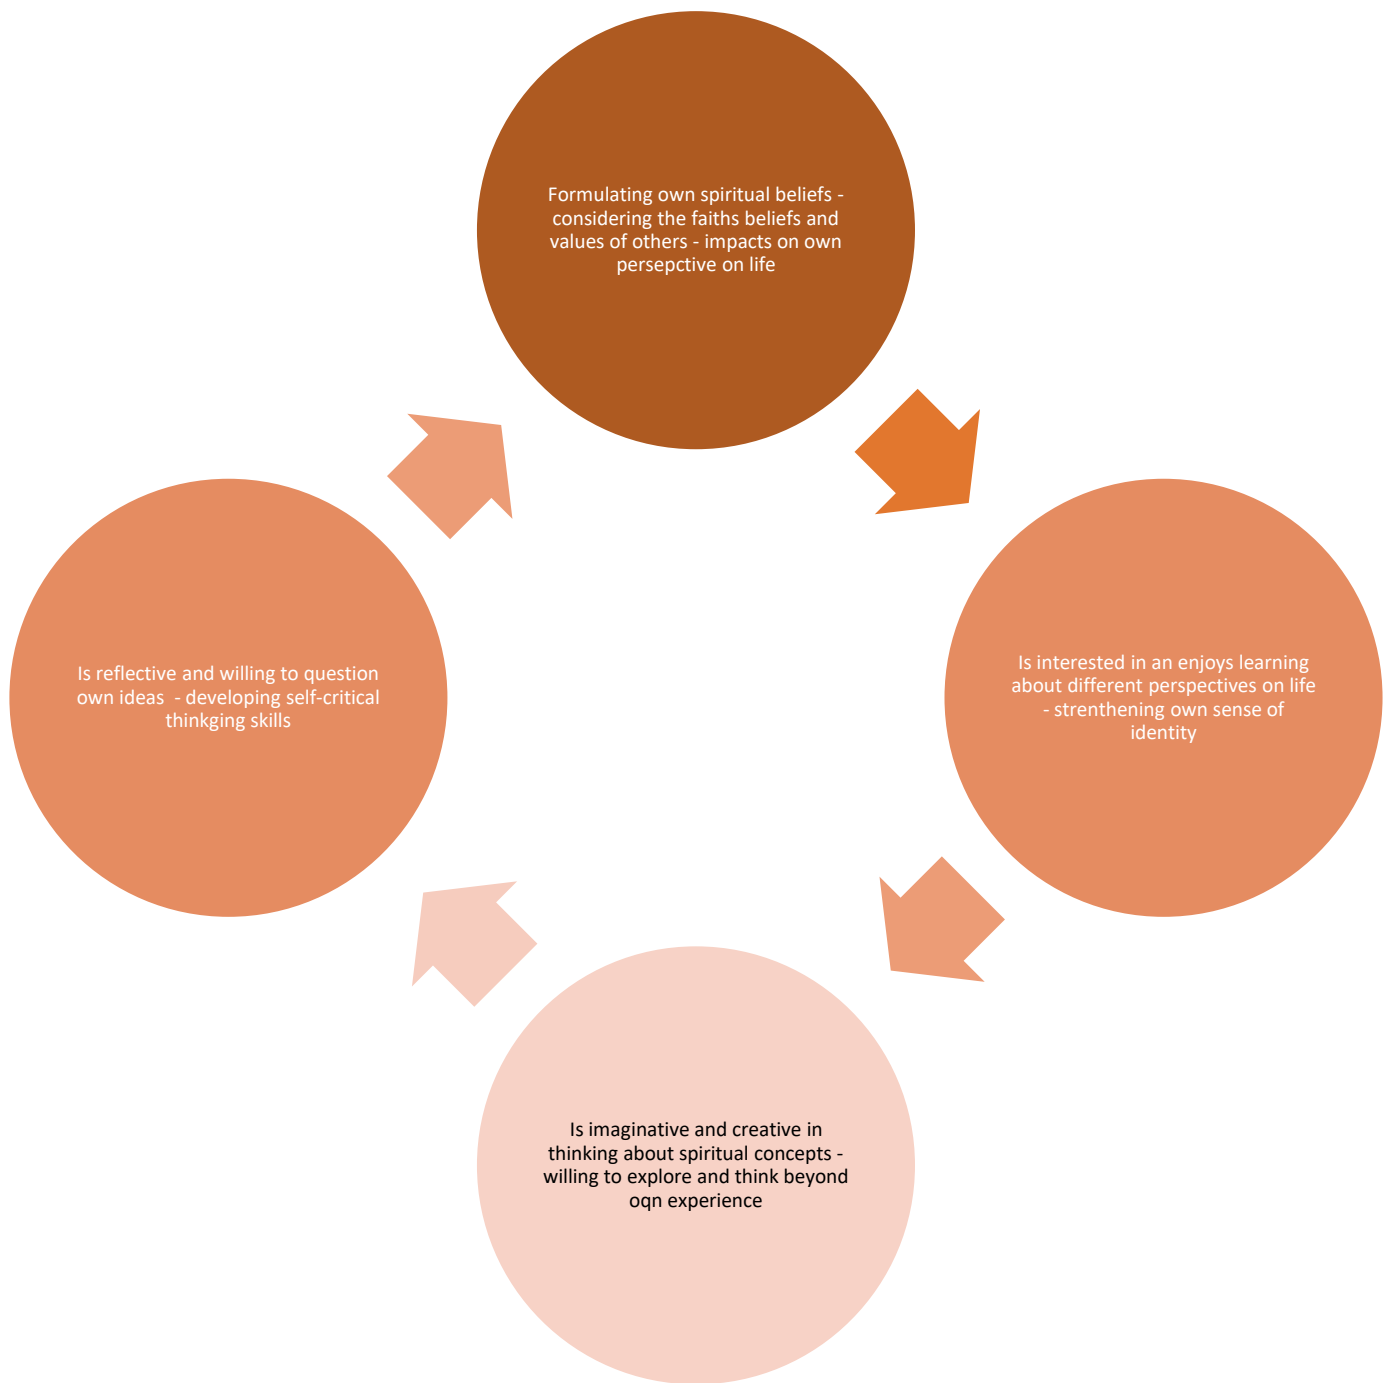 Formulating own spiritual beliefs -
considering the faiths beliefs and
values of others - impacts on own
persepctive on life
Is interested in an enjoys learning
about different perspectives on life
- strenthening own sense of
identity
Is imaginative and creative in
thinking about spiritual concepts -
willing to explore and think beyond
oqn experience
Is reflective and willing to question
own ideas  - developing self-critical
thinkging skills